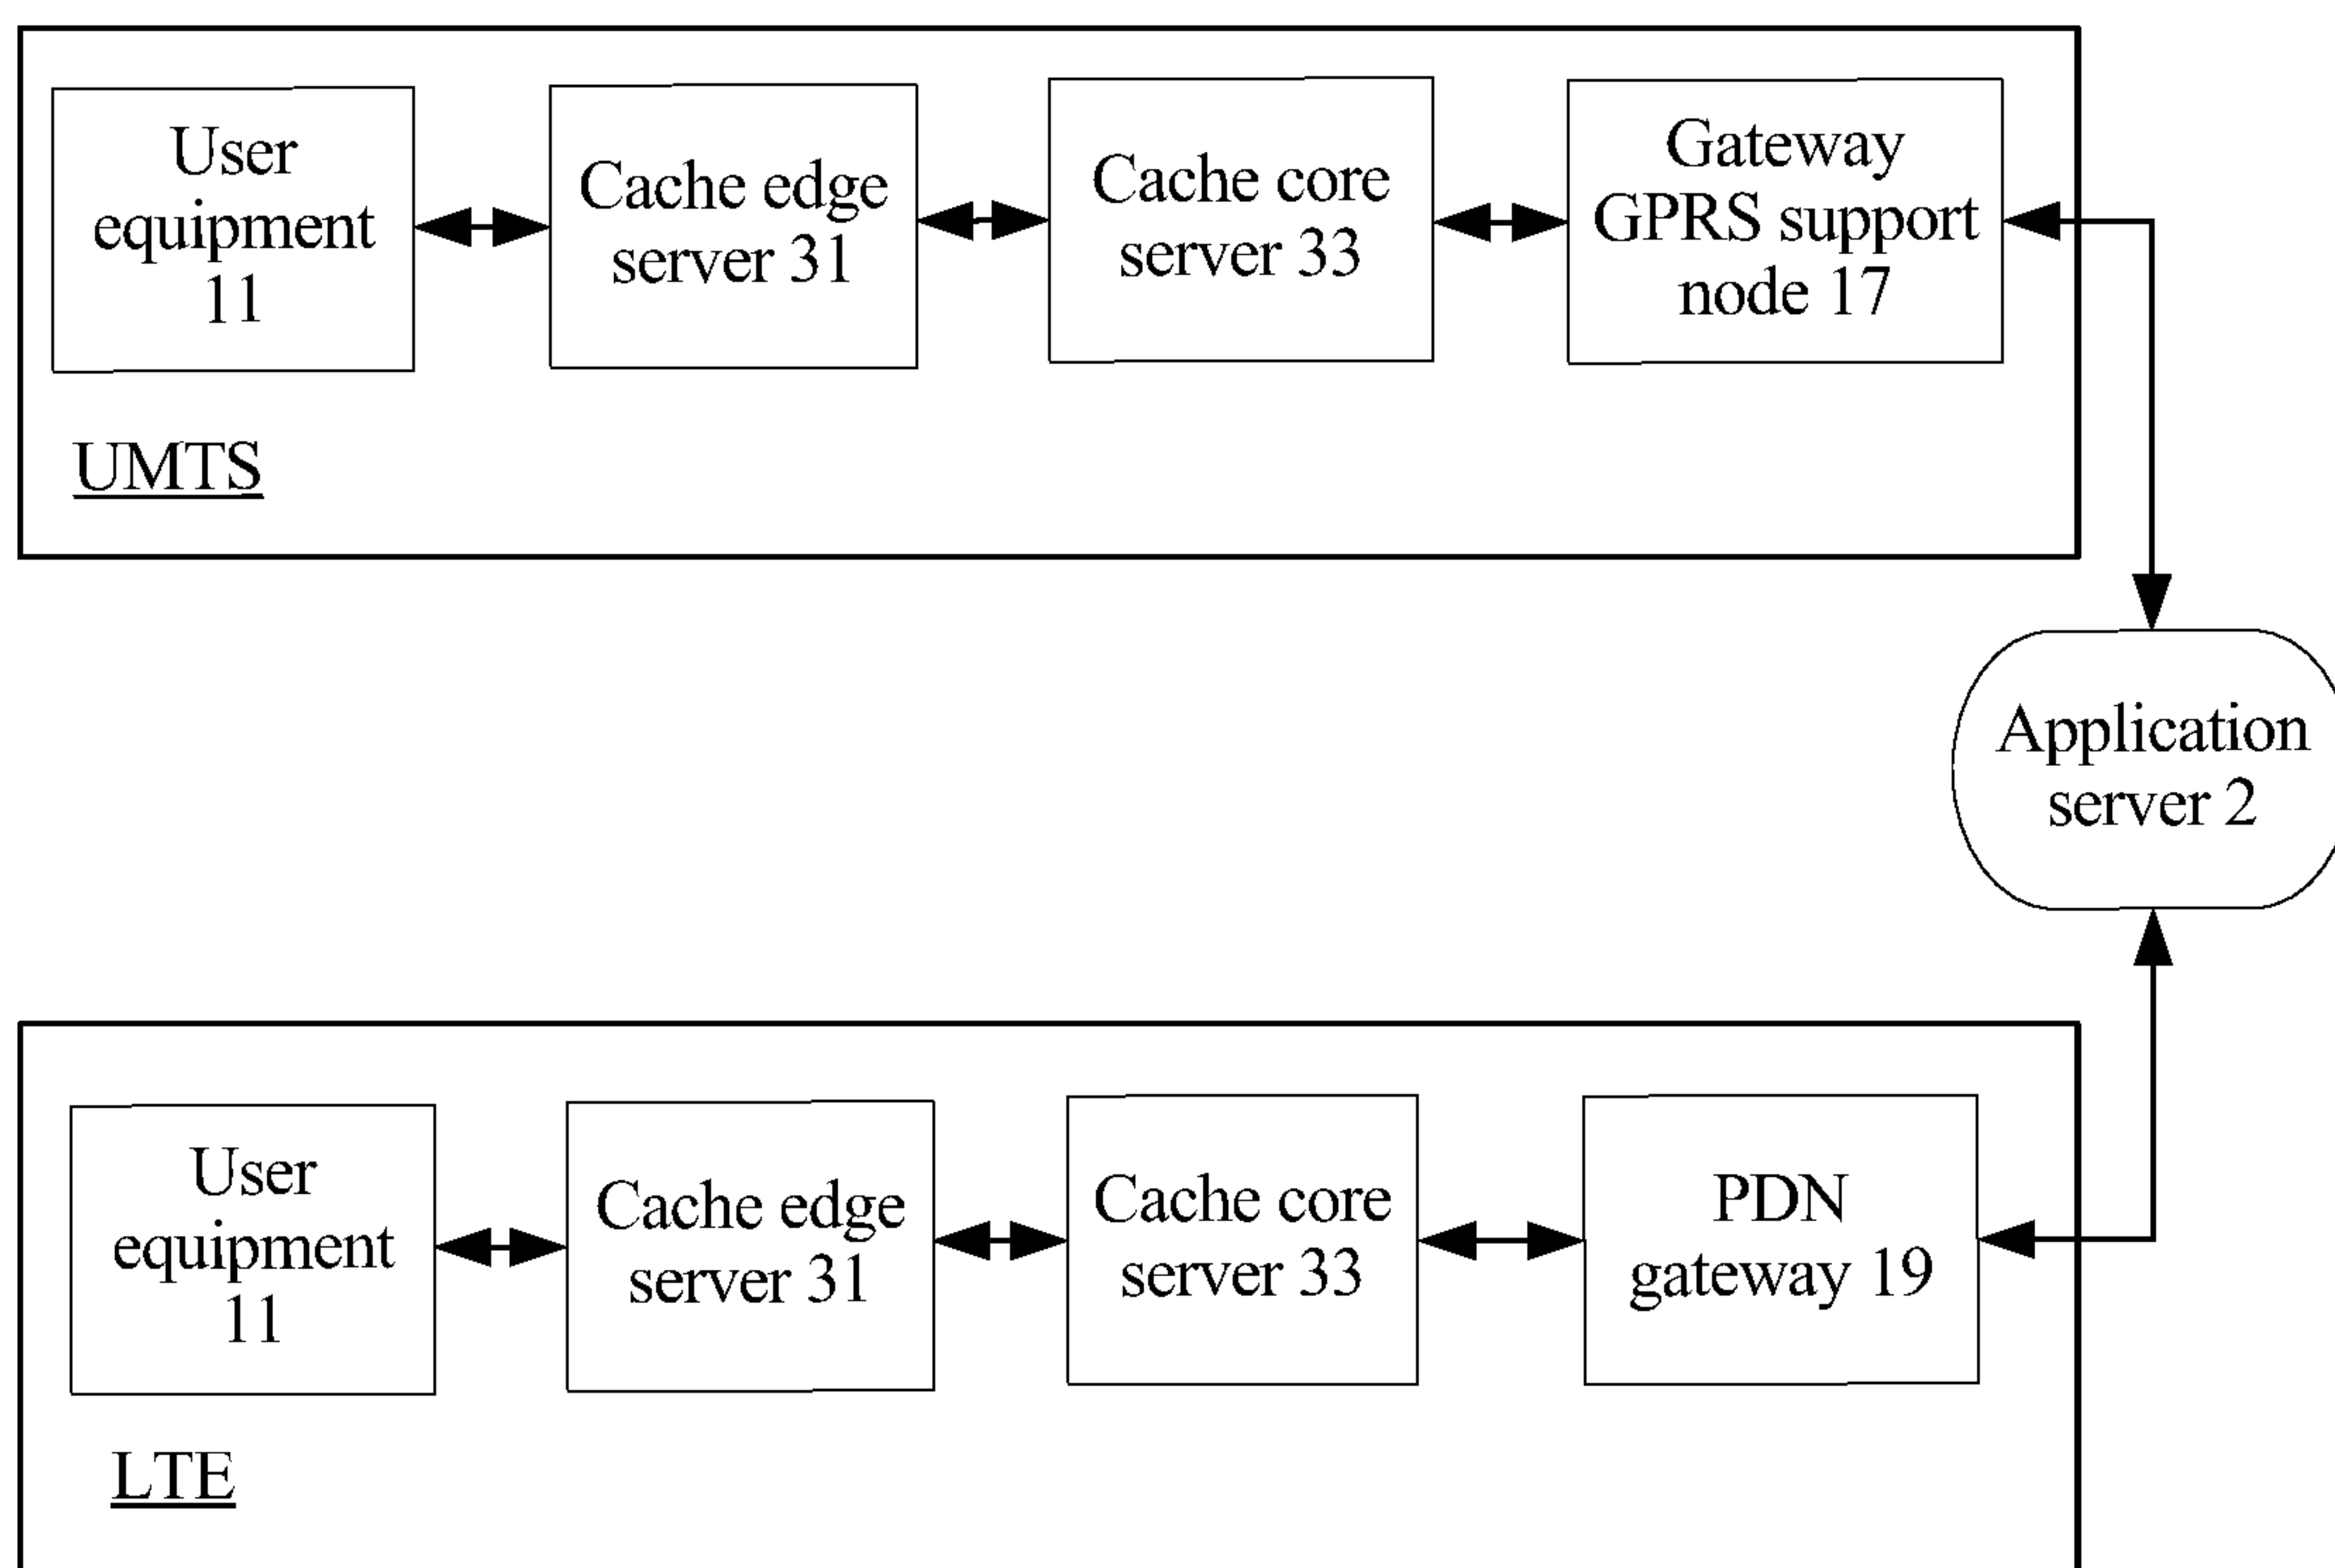 User
equipment
11
Cache edge
server 31
Cache core
server 33
Gateway
GPRS support
node 17
UMTS
Application
server 2
User
equipment
11
Cache edge
server 31
Cache core
server 33
PDN
gateway 19
LTE